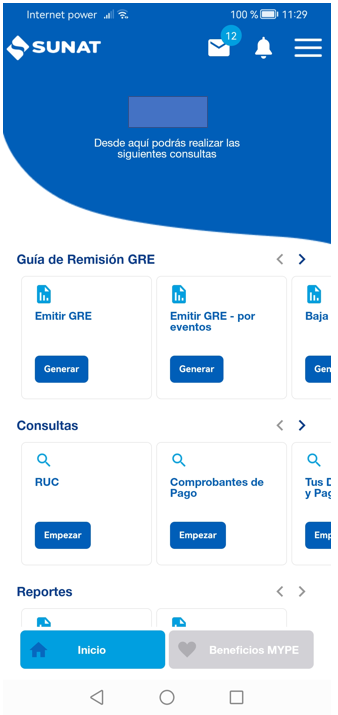 Internet power 100 % 11:29
SUNAT 12
Desde aquí podrás realizar las
siguientes consultas
Guía de Remisión GRE
Emitir GRE
Emitir GRE - por
eventos
Baja
Generar
Generar
Gen
Consultas
RUC
Comprobantes de
Pago
Tus D
y Pag
Empezar
Empezar
Emp
Reportes
Inicio
Beneficios MYPE